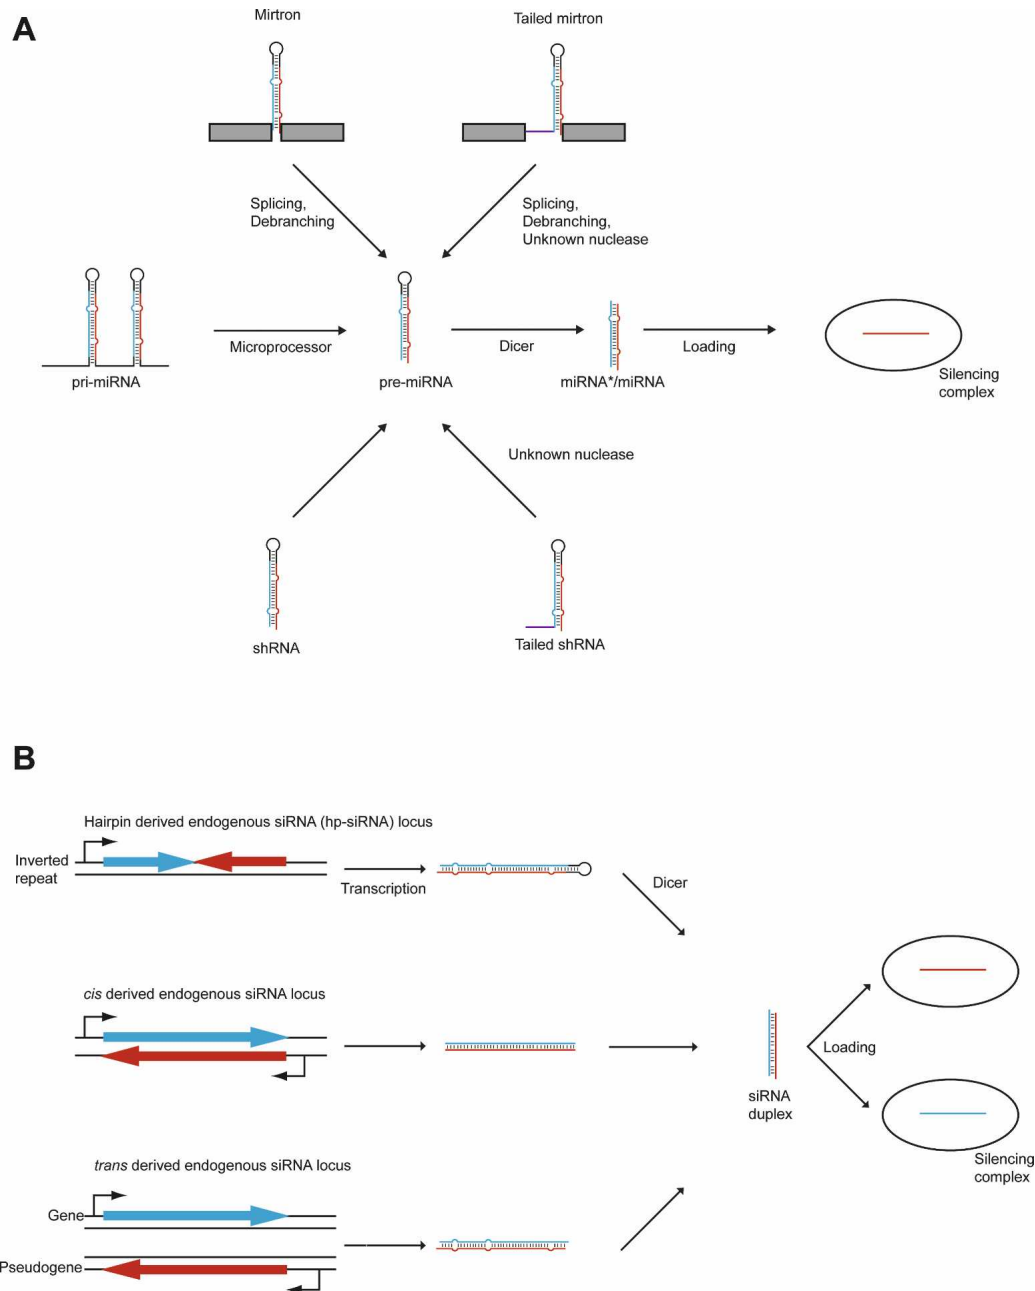 A
Mirtron
Tailed mirtron
Splicing,
Debranching
Splicing,
Debranching,
Unknown nuclease
Microprocessor
Dicer
Loading
pri-miRNA
pre-miRNA
miRNA*/miRNA
Silencing
complex
Unknown nuclease
shRNA
Tailed shRNA
B
Hairpin derived endogenous siRNA (hp-siRNA) locus
Inverted
repeat
Transcription
Dicer
cis derived endogenous siRNA locus
siRNA
duplex
Loading
Silencing
complex
trans derived endogenous siRNA locus
Gene
Pseudogene